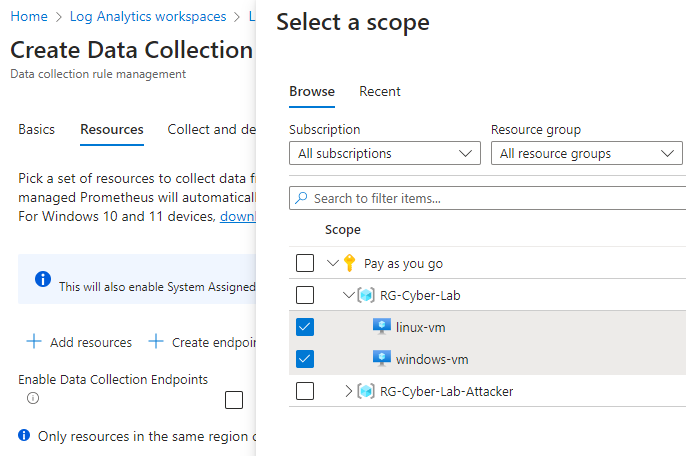 Home > Log Analytics workspaces > L
Create Data Collection
Data collection rule management
Basics Resources Collect and de
Pick a set of resources to collect data f
managed Prometheus will automatical
For Windows 10 and 11 devices, downl
This will also enable System Assigned
+ Add resources + Create endpoin
Enable Data Collection Endpoints
Only resources in the same region c
Select a scope
Browse Recent
Subscription Resource group
All subscriptions All resource groups
Search to filter items...
Scope
Pay as you go
RG-Cyber-Lab
linux-vm
windows-vm
RG-Cyber-Lab-Attacker